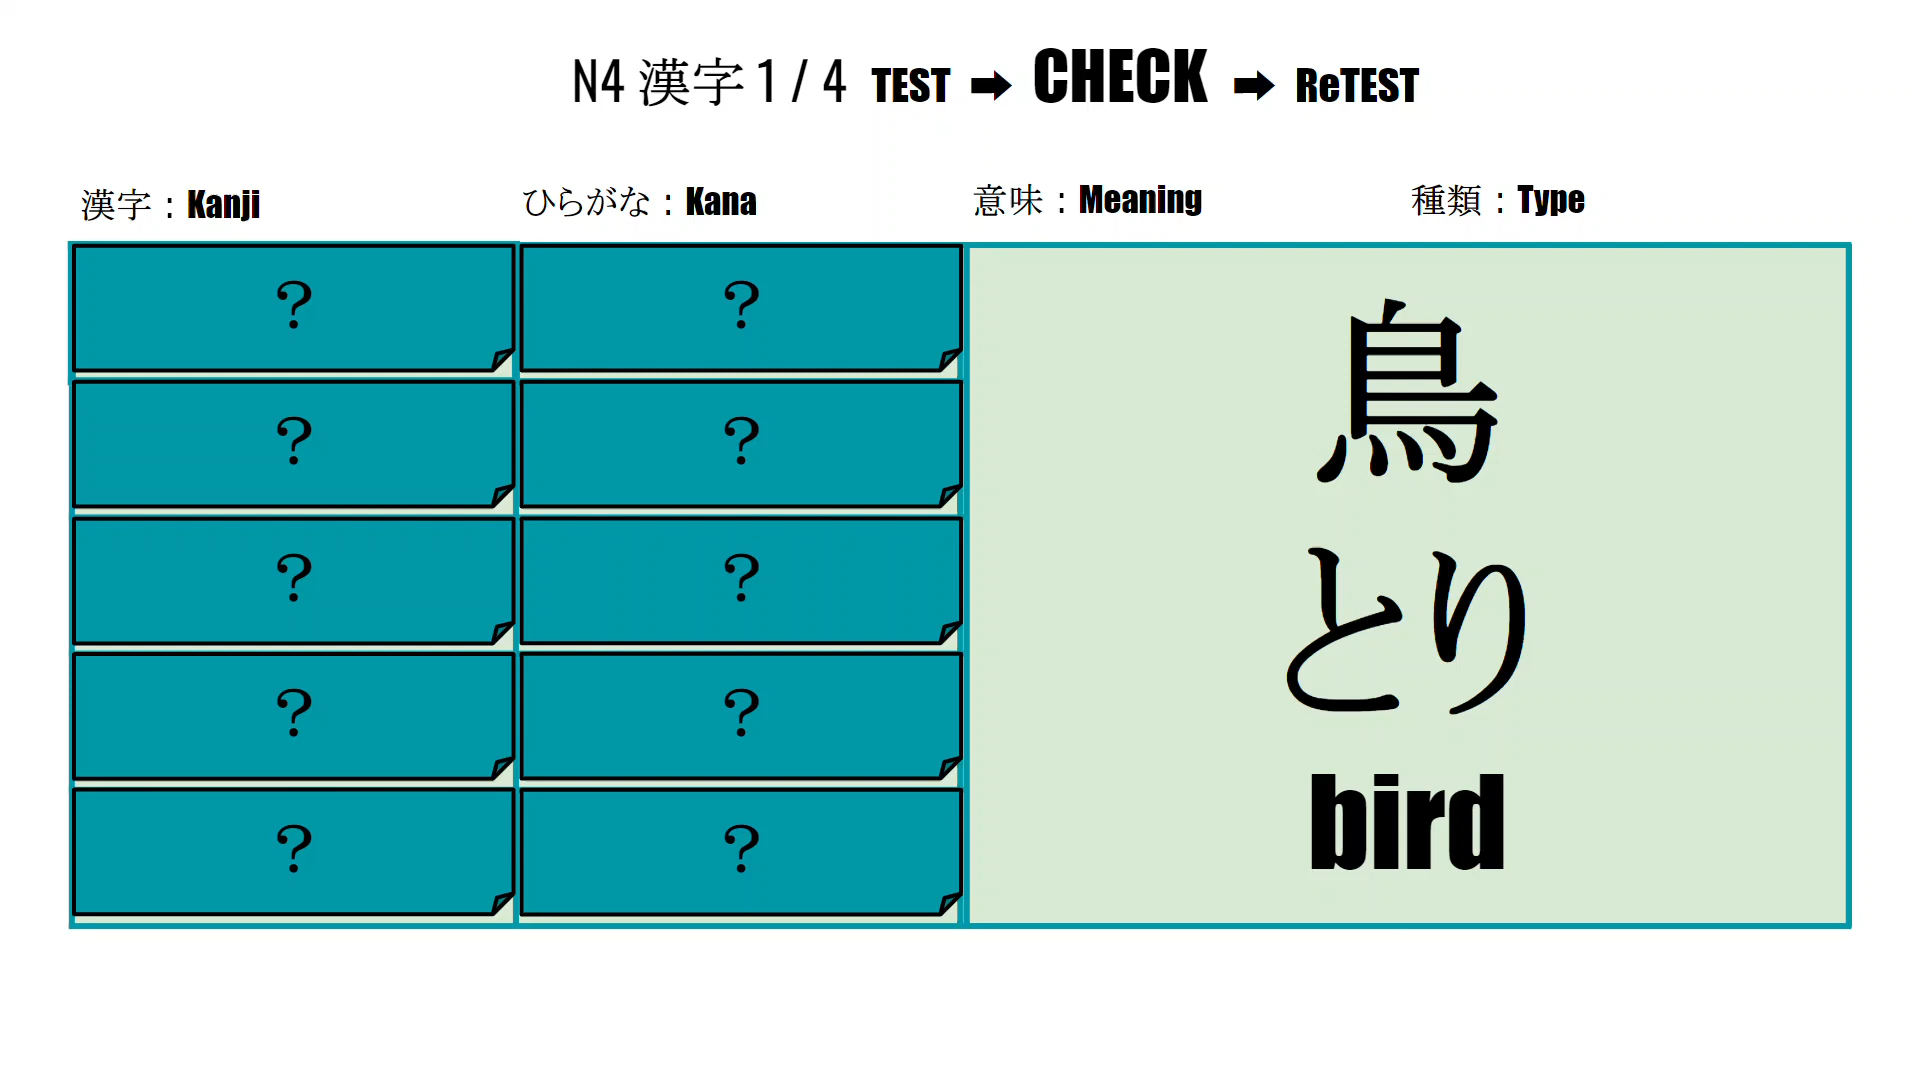 N4 漢字 1 / 4 TEST ➡ CHECK ➡ ReTEST
漢字：Kanji ひらがな：Kana 意味：Meaning 種類：Type
？ ？
？ ？
？ ？
？ ？
？ ？
鳥
とり
bird